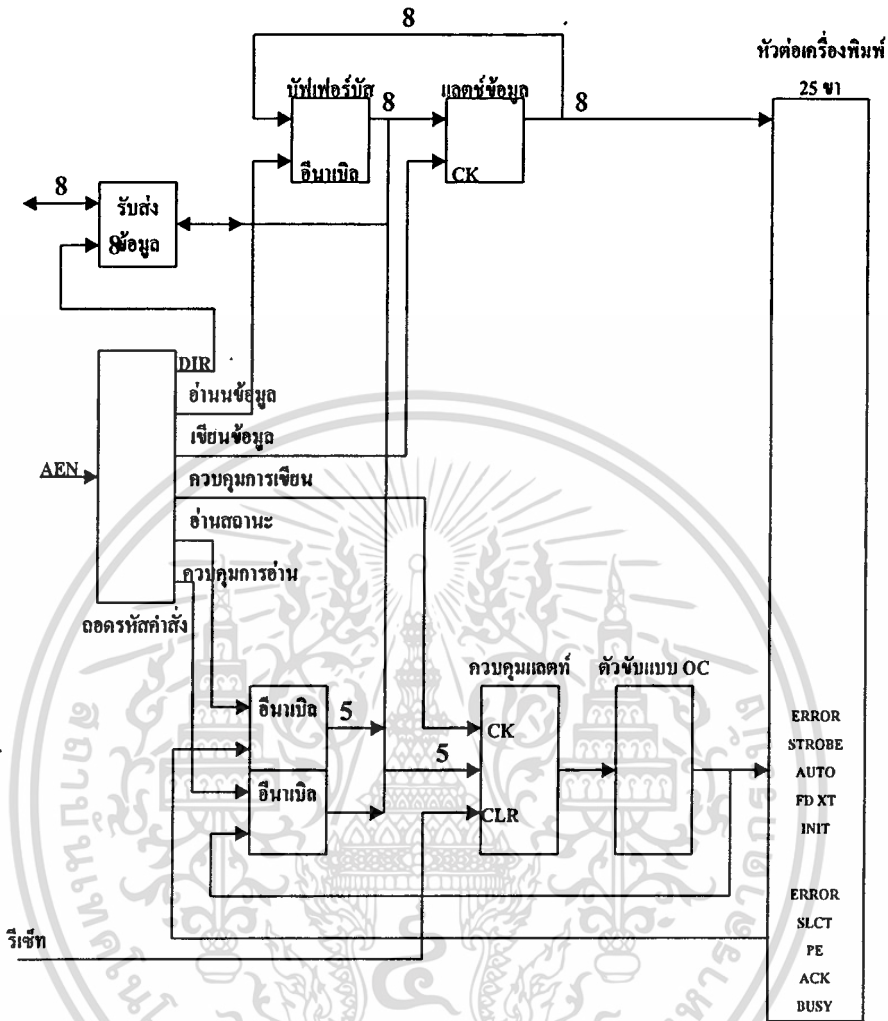 8
หัวต่อเครื่องพิมพ์
25 ขา
บัฟเฟอร์บัส
8
แลตช์ข้อมูล
8
อีนาเบิล
CK
8
รับส่ง
ข้อมูล
8
DIR
อ่านนข้อมูล
เขียนข้อมูล
AEN
ควบคุมการเขียน
อ่านสถานะ
ควบคุมการอ่าน
ถอดรหัสคำสั่ง
ควบคุมแลตท์
ตัวขับแบบ OC
อีนาเบิล
5
CK
5
อีนาเบิล
CLR
ERROR
STROBE
AUTO
FD XT
INIT
ERROR
SLCT
PE
ACK
BUSY
รีเซ็ท